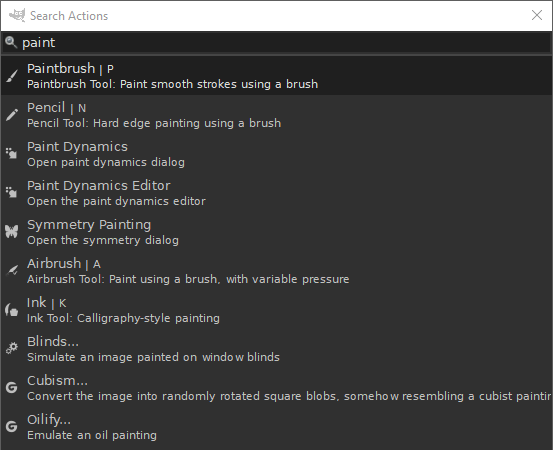 Search Actions
paint
Paintbrush | P
Paintbrush Tool: Paint smooth strokes using a brush
Pencil | N
Pencil Tool: Hard edge painting using a brush
Paint Dynamics
Open paint dynamics dialog
Paint Dynamics Editor
Open the paint dynamics editor
Symmetry Painting
Open the symmetry dialog
Airbrush | A
Airbrush Tool: Paint using a brush, with variable pressure
Ink | K
Ink Tool: Calligraphy-style painting
Blinds...
Simulate an image painted on window blinds
Cubism...
Convert the image into randomly rotated square blobs, somehow resembling a cubist paintin
Oilify...
Emulate an oil painting